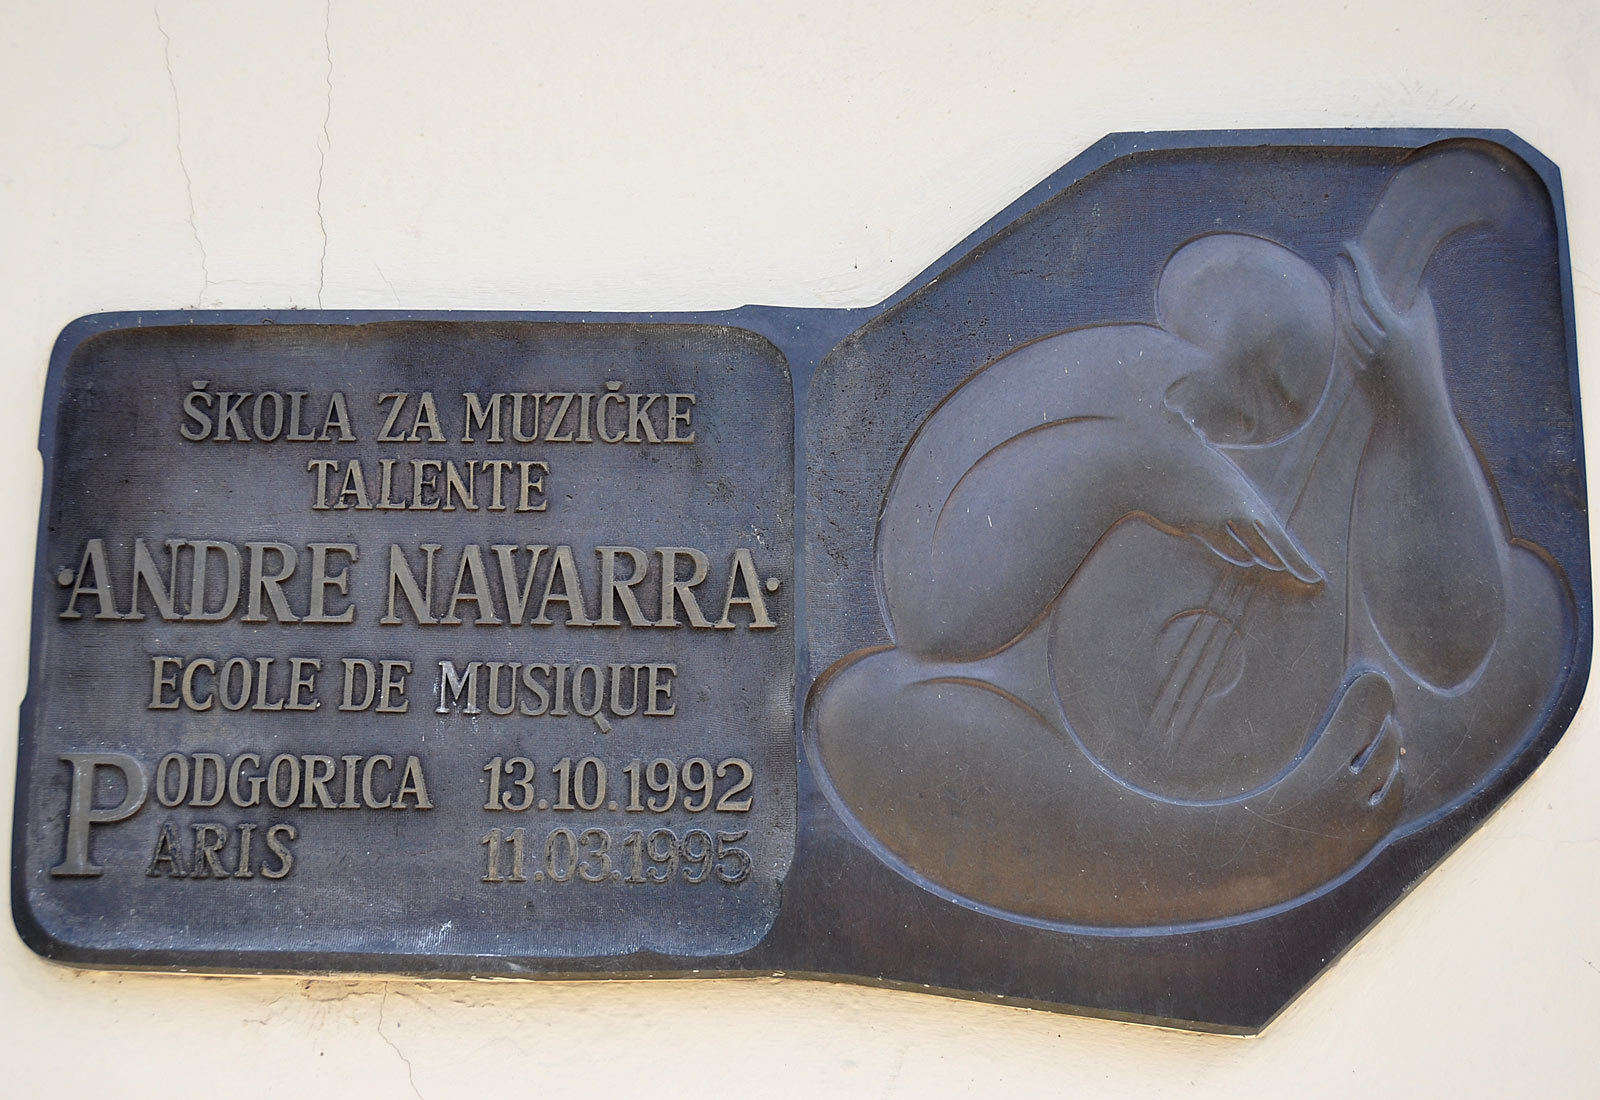 ŠKOLA ZA MUZIČKE
TALENTE
·ANDRE NAVARRA·
ECOLE DE MUSIQUE
PODGORICA 13.10.1992
PARIS 11.03.1995